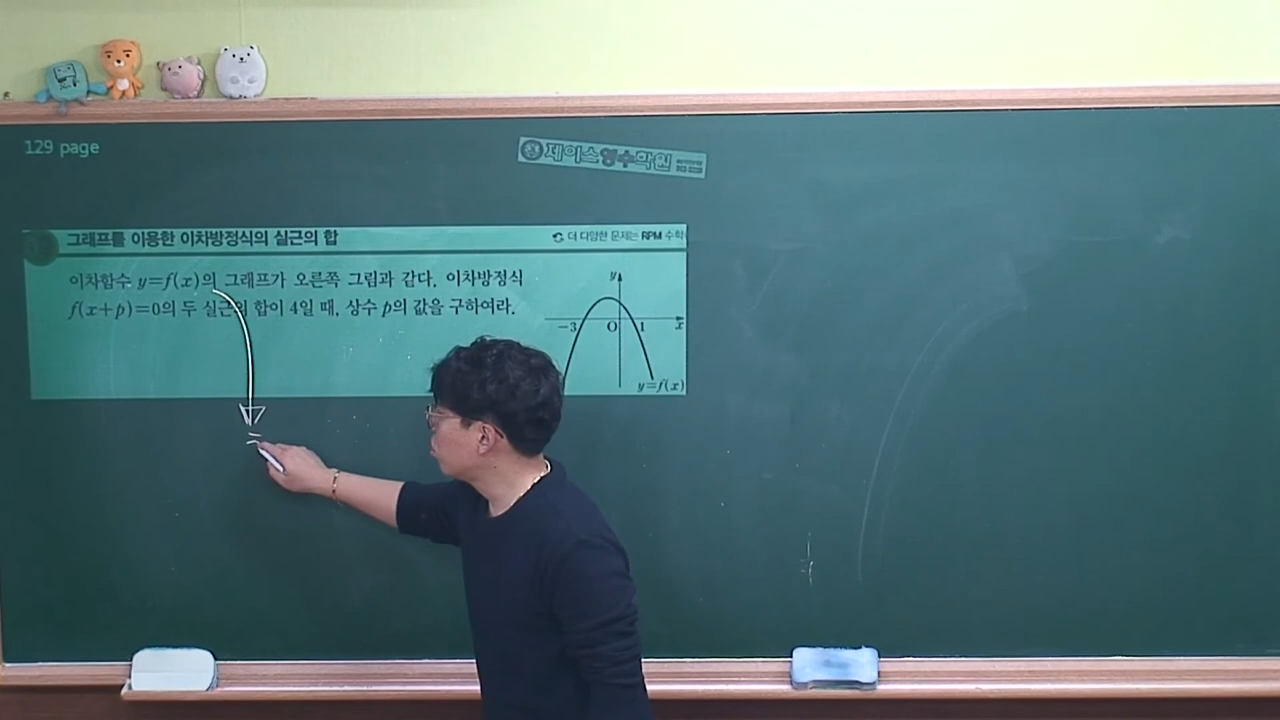 129 page
제이스영수학원
그래프를 이용한 이차방정식의 실근의 합
더 다양한 문제는 RPM 수학
이차함수 y=f(x)의 그래프가 오른쪽 그림과 같다. 이차방정식
f(x+p)=0의 두 실근의 합이 4일 때, 상수 p의 값을 구하여라.
y
-3 O 1 x
y=f(x)